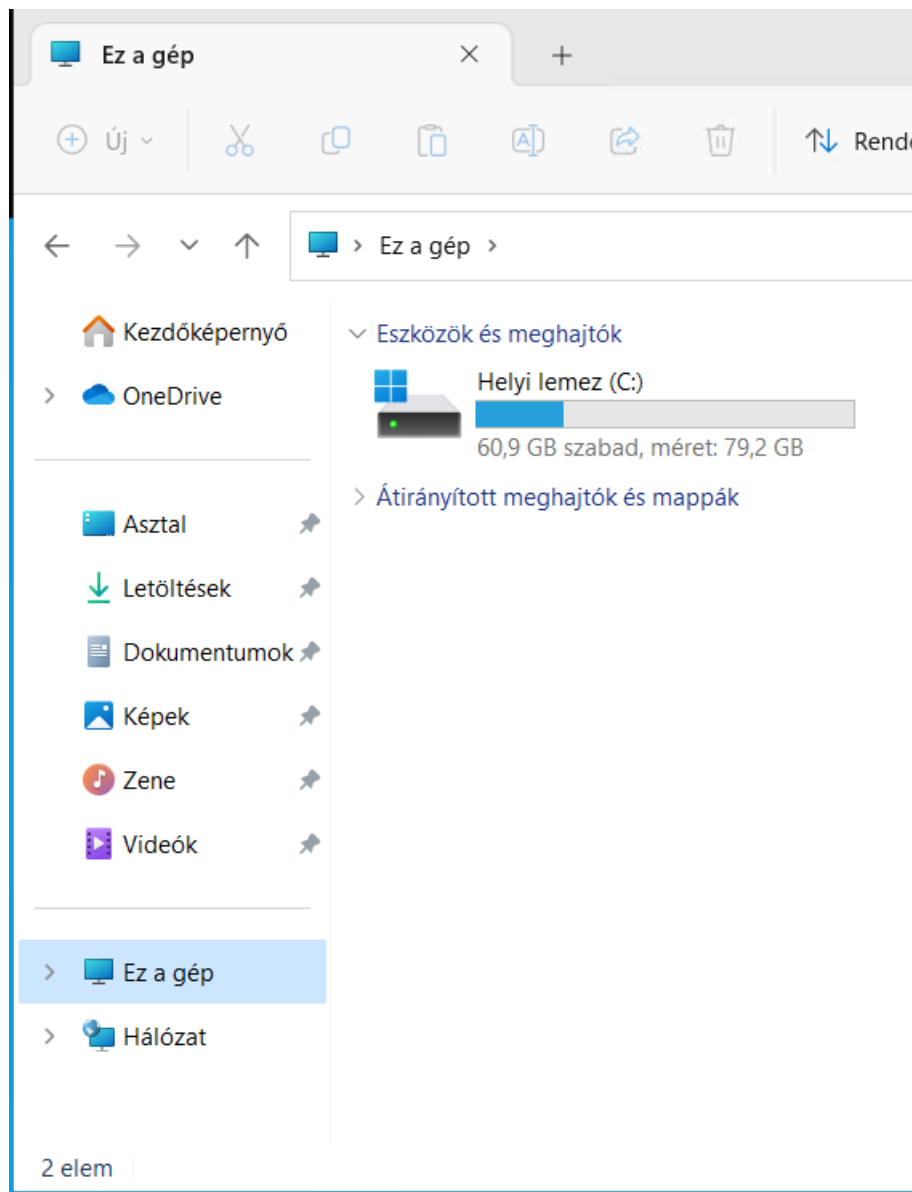 Ez a gép
Új
Rende
Ez a gép
Kezdőképernyő
OneDrive
Asztal
Letöltések
Dokumentumok
Képek
Zene
Videók
Ez a gép
Hálózat
Eszközök és meghajtók
Helyi lemez (C:)
60,9 GB szabad, méret: 79,2 GB
Átirányított meghajtók és mappák
2 elem